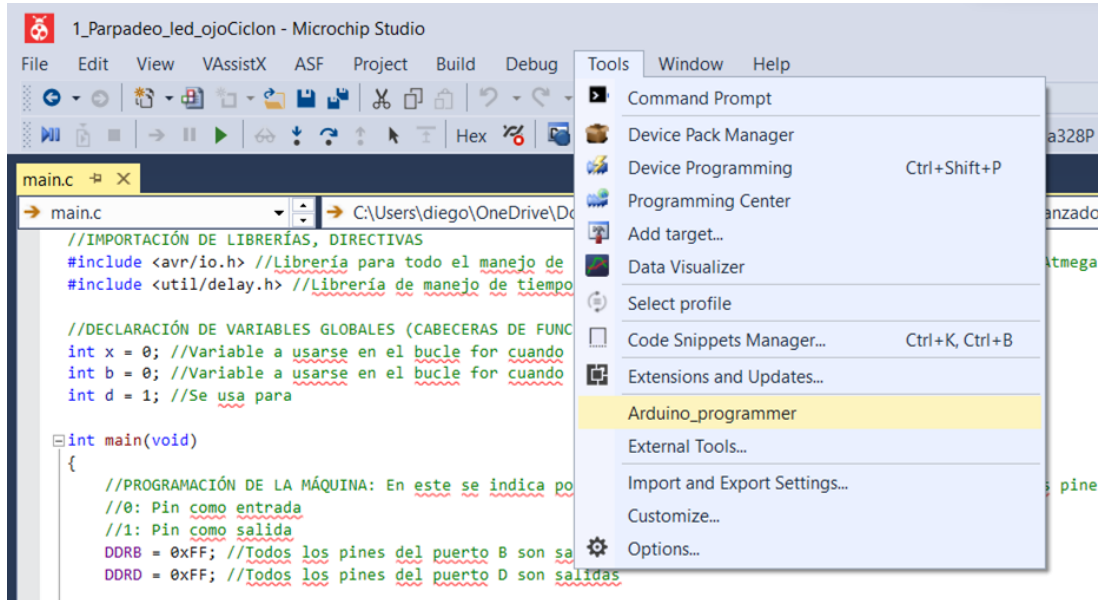 1_Parpadeo_led_ojoCiclon - Microchip Studio
File Edit View VAssistX ASF Project Build Debug Tools Window Help
Hex
a328P
Command Prompt
Device Pack Manager
Device Programming Ctrl+Shift+P
Programming Center
Add target...
Data Visualizer
Select profile
Code Snippets Manager... Ctrl+K, Ctrl+B
Extensions and Updates...
Arduino_programmer
External Tools...
Import and Export Settings...
Customize...
Options...
main.c
main.c C:\Users\diego\OneDrive\Do anzado
//IMPORTACIÓN DE LIBRERÍAS, DIRECTIVAS
#include <avr/io.h> //Librería para todo el manejo de Atmega
#include <util/delay.h> //Librería de manejo de tiempo
//DECLARACIÓN DE VARIABLES GLOBALES (CABECERAS DE FUNC
int x = 0; //Variable a usarse en el bucle for cuando
int b = 0; //Variable a usarse en el bucle for cuando
int d = 1; //Se usa para
int main(void)
{
//PROGRAMACIÓN DE LA MÁQUINA: En este se indica po s pine
//0: Pin como entrada
//1: Pin como salida
DDRB = 0xFF; //Todos los pines del puerto B son sa
DDRD = 0xFF; //Todos los pines del puerto D son salidas